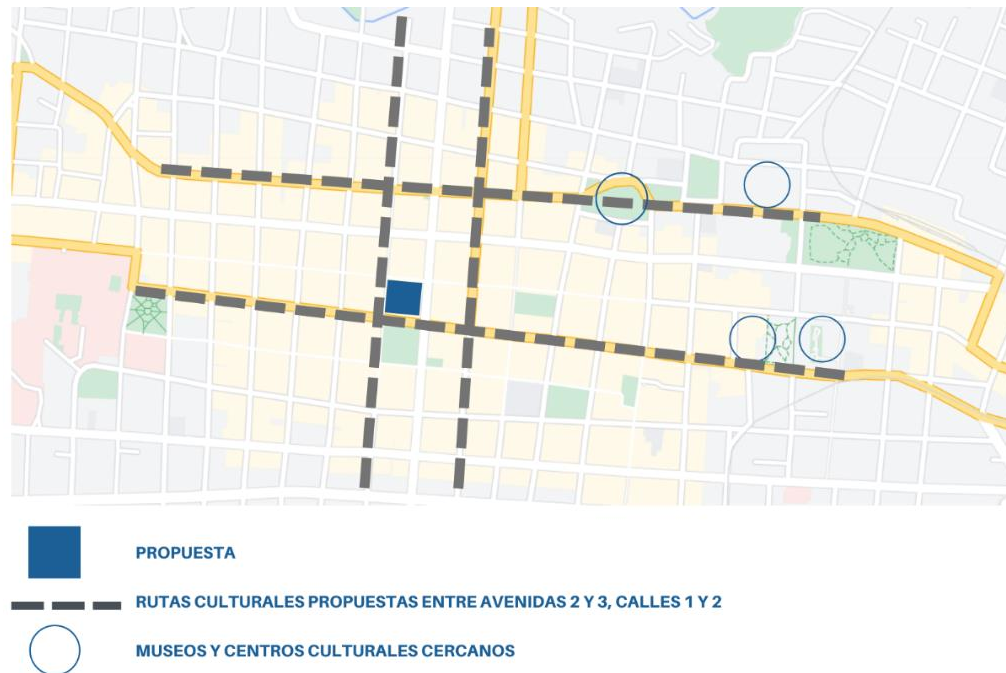 PROPUESTA
RUTAS CULTURALES PROPUESTAS ENTRE AVENIDAS 2 Y 3, CALLES 1 Y 2
MUSEOS Y CENTROS CULTURALES CERCANOS